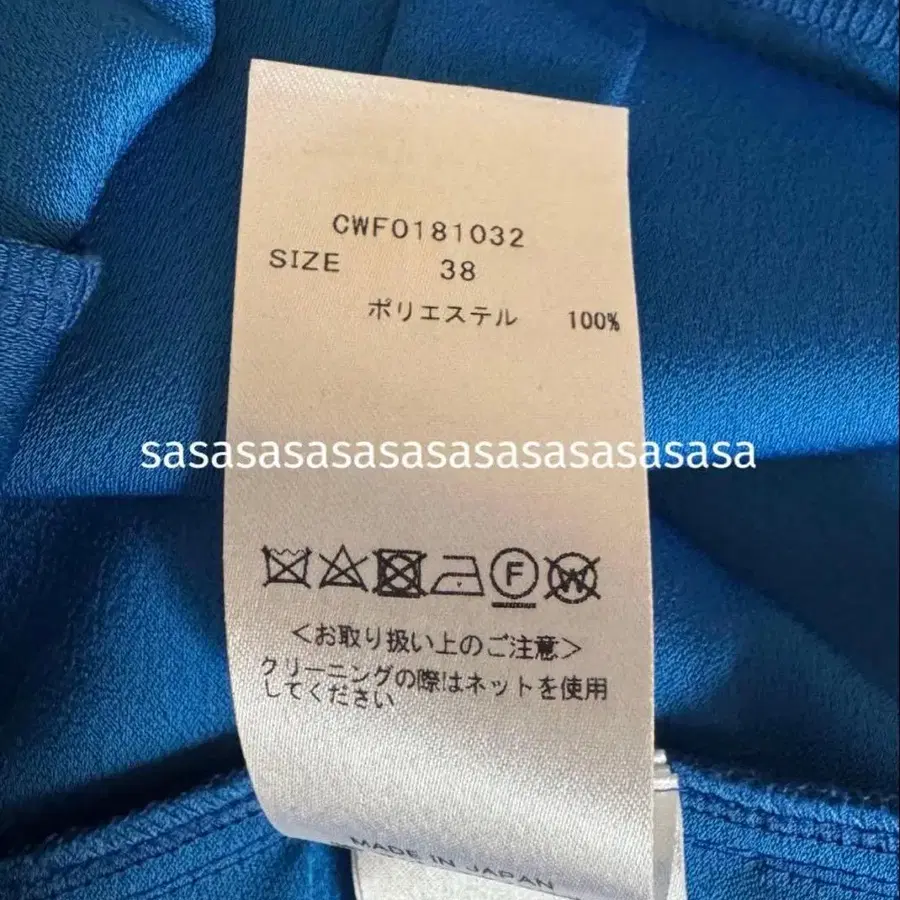 CWF0181032
SIZE 38
ポリエステル 100%
sasasasasasasasasasasasasasasasasasa
F W
＜お取り扱い上のご注意＞
クリーニングの際はネットを使用
してください
MADE IN JAPAN